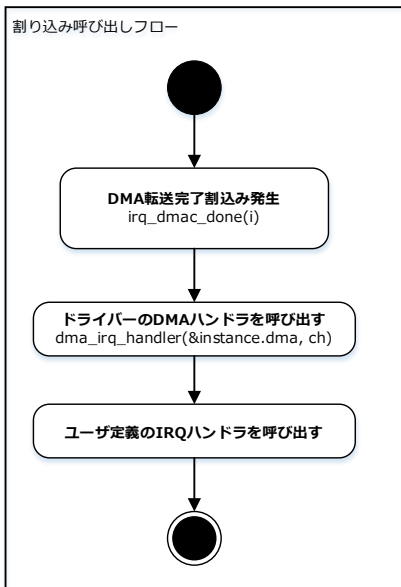 割り込み呼び出しフロー
DMA転送完了割込み発生
irq_dmac_done(i)
ドライバーのDMAハンドラを呼び出す
dma_irq_handler(&instance.dma, ch)
ユーザ定義のIRQハンドラを呼び出す